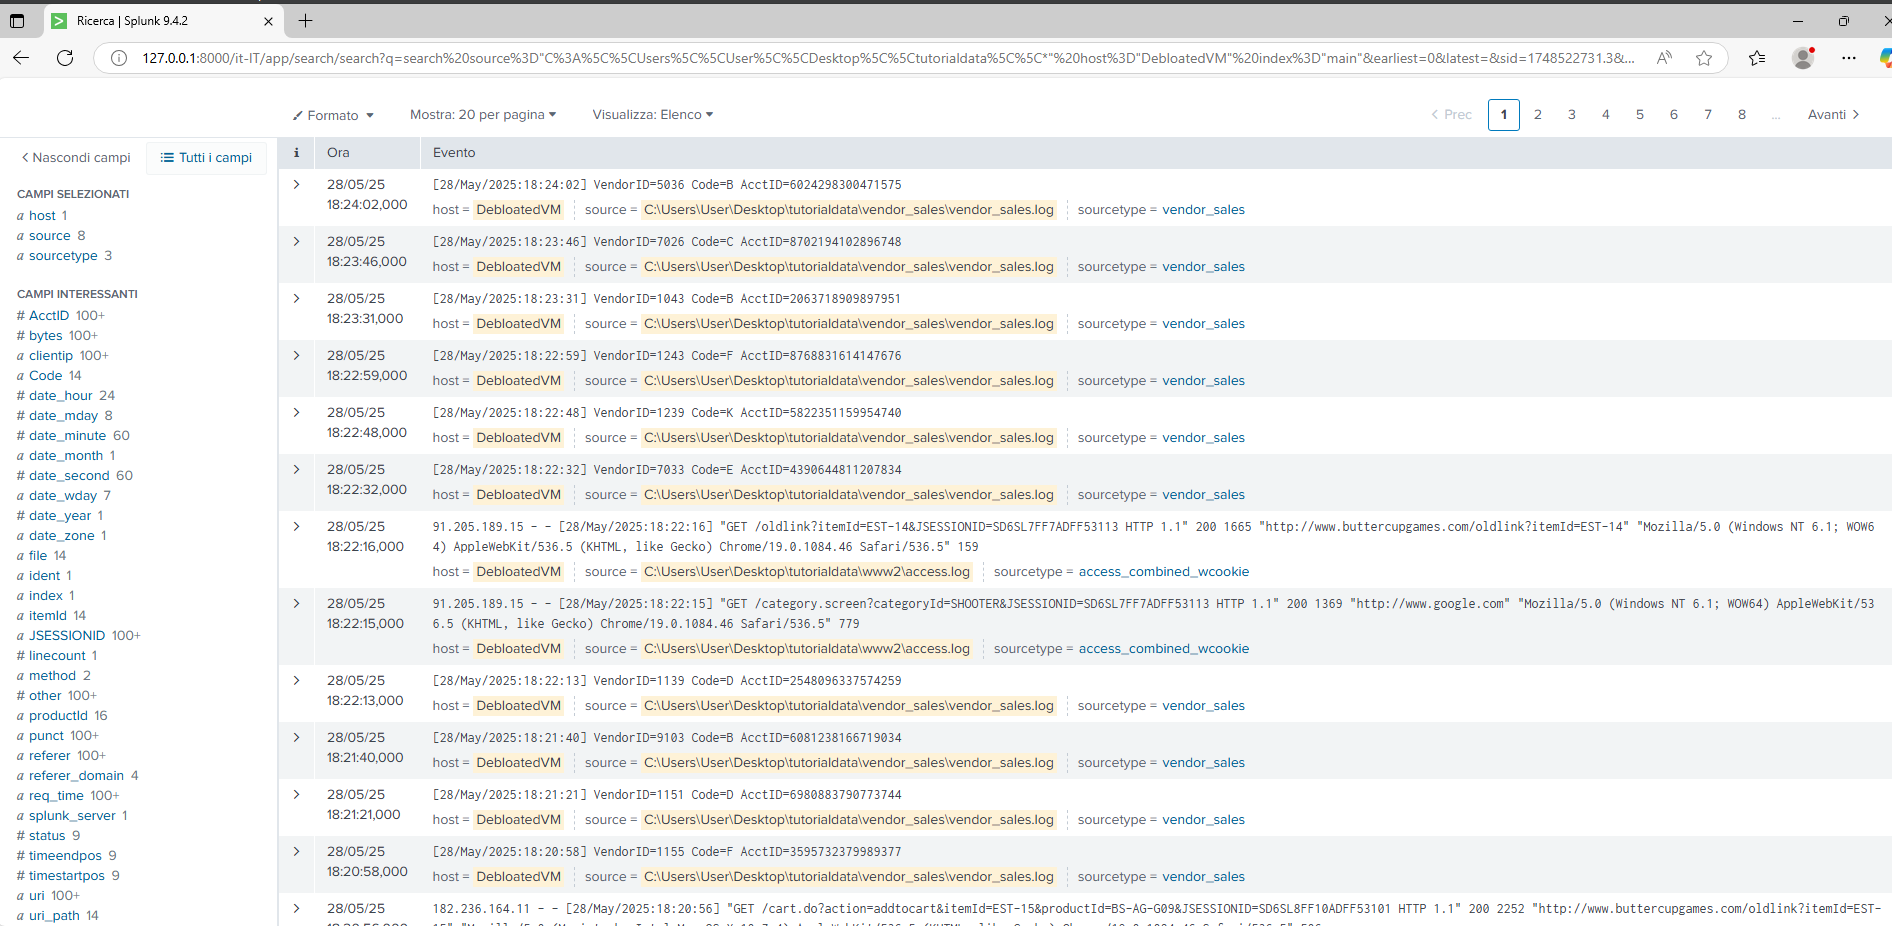 Ricerca | Splunk 9.4.2
127.0.0.1:8000/it-IT/app/search/search?q=search%20source%3D"C%3A%5C%5CUsers%5C%5CUser%5C%5CDesktop%5C%5Ctutorialdata%5C%5C*"%20host%3D"DebloatedVM"%20index%3D"main"&earliest=0&latest=&sid=1748522731.3&...
Formato Mostra: 20 per pagina Visualizza: Elenco < Prec 1 2 3 4 5 6 7 8 ... Avanti >
< Nascondi campi Tutti i campi
CAMPI SELEZIONATI
a host 1
a source 8
a sourcetype 3
CAMPI INTERESSANTI
# AcctID 100+
# bytes 100+
a clientip 100+
a Code 14
# date_hour 24
# date_mday 8
# date_minute 60
a date_month 1
# date_second 60
a date_wday 7
# date_year 1
a date_zone 1
a file 14
a ident 1
a index 1
a itemId 14
a JSESSIONID 100+
# linecount 1
a method 2
# other 100+
a productId 16
a punct 100+
a referer 100+
a referer_domain 4
a req_time 100+
a splunk_server 1
# status 9
# timeendpos 9
# timestartpos 9
a uri 100+
a uri_path 14
i Ora Evento
28/05/25
18:24:02,000
[28/May/2025:18:24:02] VendorID=5036 Code=B AcctID=6024298300471575
host = DebloatedVM source = C:\Users\User\Desktop\tutorialdata\vendor_sales\vendor_sales.log sourcetype = vendor_sales
28/05/25
18:23:46,000
[28/May/2025:18:23:46] VendorID=7026 Code=C AcctID=8702194102896748
host = DebloatedVM source = C:\Users\User\Desktop\tutorialdata\vendor_sales\vendor_sales.log sourcetype = vendor_sales
28/05/25
18:23:31,000
[28/May/2025:18:23:31] VendorID=1043 Code=B AcctID=2063718909897951
host = DebloatedVM source = C:\Users\User\Desktop\tutorialdata\vendor_sales\vendor_sales.log sourcetype = vendor_sales
28/05/25
18:22:59,000
[28/May/2025:18:22:59] VendorID=1243 Code=F AcctID=8768831614147676
host = DebloatedVM source = C:\Users\User\Desktop\tutorialdata\vendor_sales\vendor_sales.log sourcetype = vendor_sales
28/05/25
18:22:48,000
[28/May/2025:18:22:48] VendorID=1239 Code=K AcctID=5822351159954740
host = DebloatedVM source = C:\Users\User\Desktop\tutorialdata\vendor_sales\vendor_sales.log sourcetype = vendor_sales
28/05/25
18:22:32,000
[28/May/2025:18:22:32] VendorID=7033 Code=E AcctID=4390644811207834
host = DebloatedVM source = C:\Users\User\Desktop\tutorialdata\vendor_sales\vendor_sales.log sourcetype = vendor_sales
28/05/25
18:22:16,000
91.205.189.15 - - [28/May/2025:18:22:16] "GET /oldlink?itemId=EST-14&JSESSIONID=SD6SL7FF7ADFF53113 HTTP 1.1" 200 1665 "http://www.buttercupgames.com/oldlink?itemId=EST-14" "Mozilla/5.0 (Windows NT 6.1; WOW6
4) AppleWebKit/536.5 (KHTML, like Gecko) Chrome/19.0.1084.46 Safari/536.5" 159
host = DebloatedVM source = C:\Users\User\Desktop\tutorialdata\www2\access.log sourcetype = access_combined_wcookie
28/05/25
18:22:15,000
91.205.189.15 - - [28/May/2025:18:22:15] "GET /category.screen?categoryId=SHOOTER&JSESSIONID=SD6SL7FF7ADFF53113 HTTP 1.1" 200 1369 "http://www.google.com" "Mozilla/5.0 (Windows NT 6.1; WOW64) AppleWebKit/53
6.5 (KHTML, like Gecko) Chrome/19.0.1084.46 Safari/536.5" 779
host = DebloatedVM source = C:\Users\User\Desktop\tutorialdata\www2\access.log sourcetype = access_combined_wcookie
28/05/25
18:22:13,000
[28/May/2025:18:22:13] VendorID=1139 Code=D AcctID=2548096337574259
host = DebloatedVM source = C:\Users\User\Desktop\tutorialdata\vendor_sales\vendor_sales.log sourcetype = vendor_sales
28/05/25
18:21:40,000
[28/May/2025:18:21:40] VendorID=9103 Code=B AcctID=6081238166719034
host = DebloatedVM source = C:\Users\User\Desktop\tutorialdata\vendor_sales\vendor_sales.log sourcetype = vendor_sales
28/05/25
18:21:21,000
[28/May/2025:18:21:21] VendorID=1151 Code=D AcctID=6980883790773744
host = DebloatedVM source = C:\Users\User\Desktop\tutorialdata\vendor_sales\vendor_sales.log sourcetype = vendor_sales
28/05/25
18:20:58,000
[28/May/2025:18:20:58] VendorID=1155 Code=F AcctID=3595732379989377
host = DebloatedVM source = C:\Users\User\Desktop\tutorialdata\vendor_sales\vendor_sales.log sourcetype = vendor_sales
28/05/25
182.236.164.11 - - [28/May/2025:18:20:56] "GET /cart.do?action=addtocart&itemId=EST-15&productId=BS-AG-G09&JSESSIONID=SD6SL8FF10ADFF53101 HTTP 1.1" 200 2252 "http://www.buttercupgames.com/oldlink?itemId=EST-